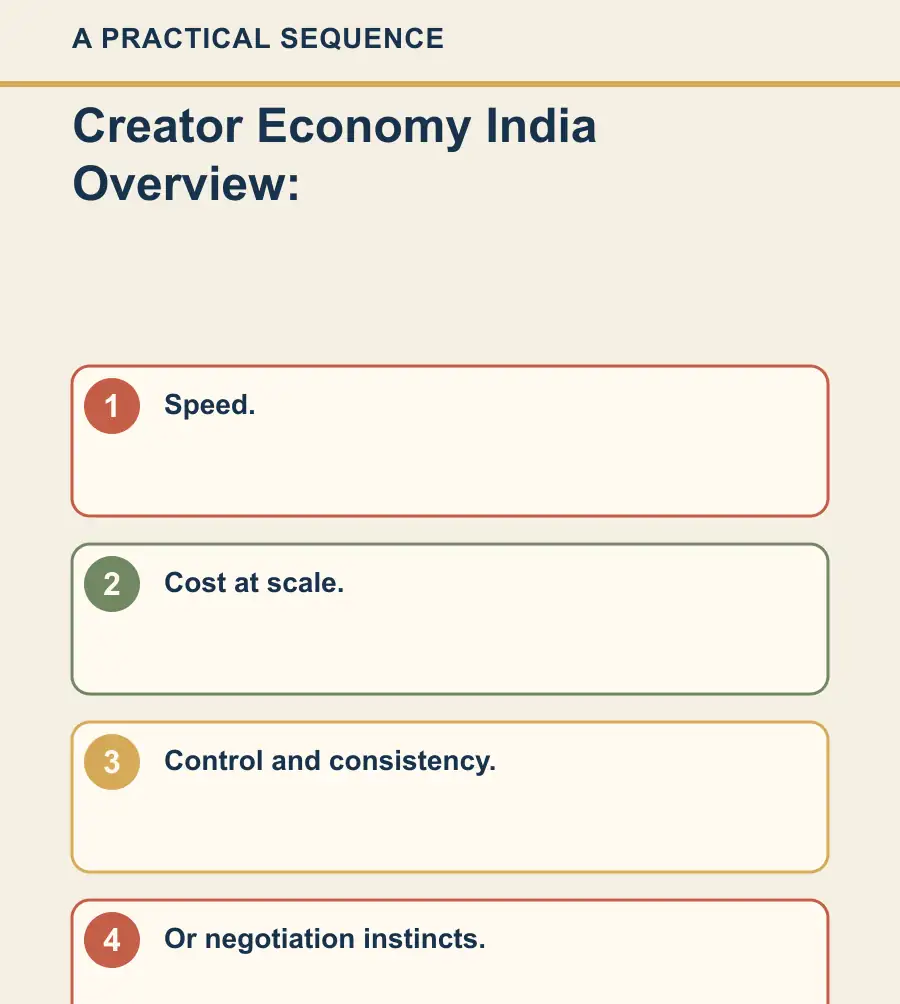 A PRACTICAL SEQUENCE
Creator Economy India
Overview:
1 Speed.
2 Cost at scale.
3 Control and consistency.
4 Or negotiation instincts.